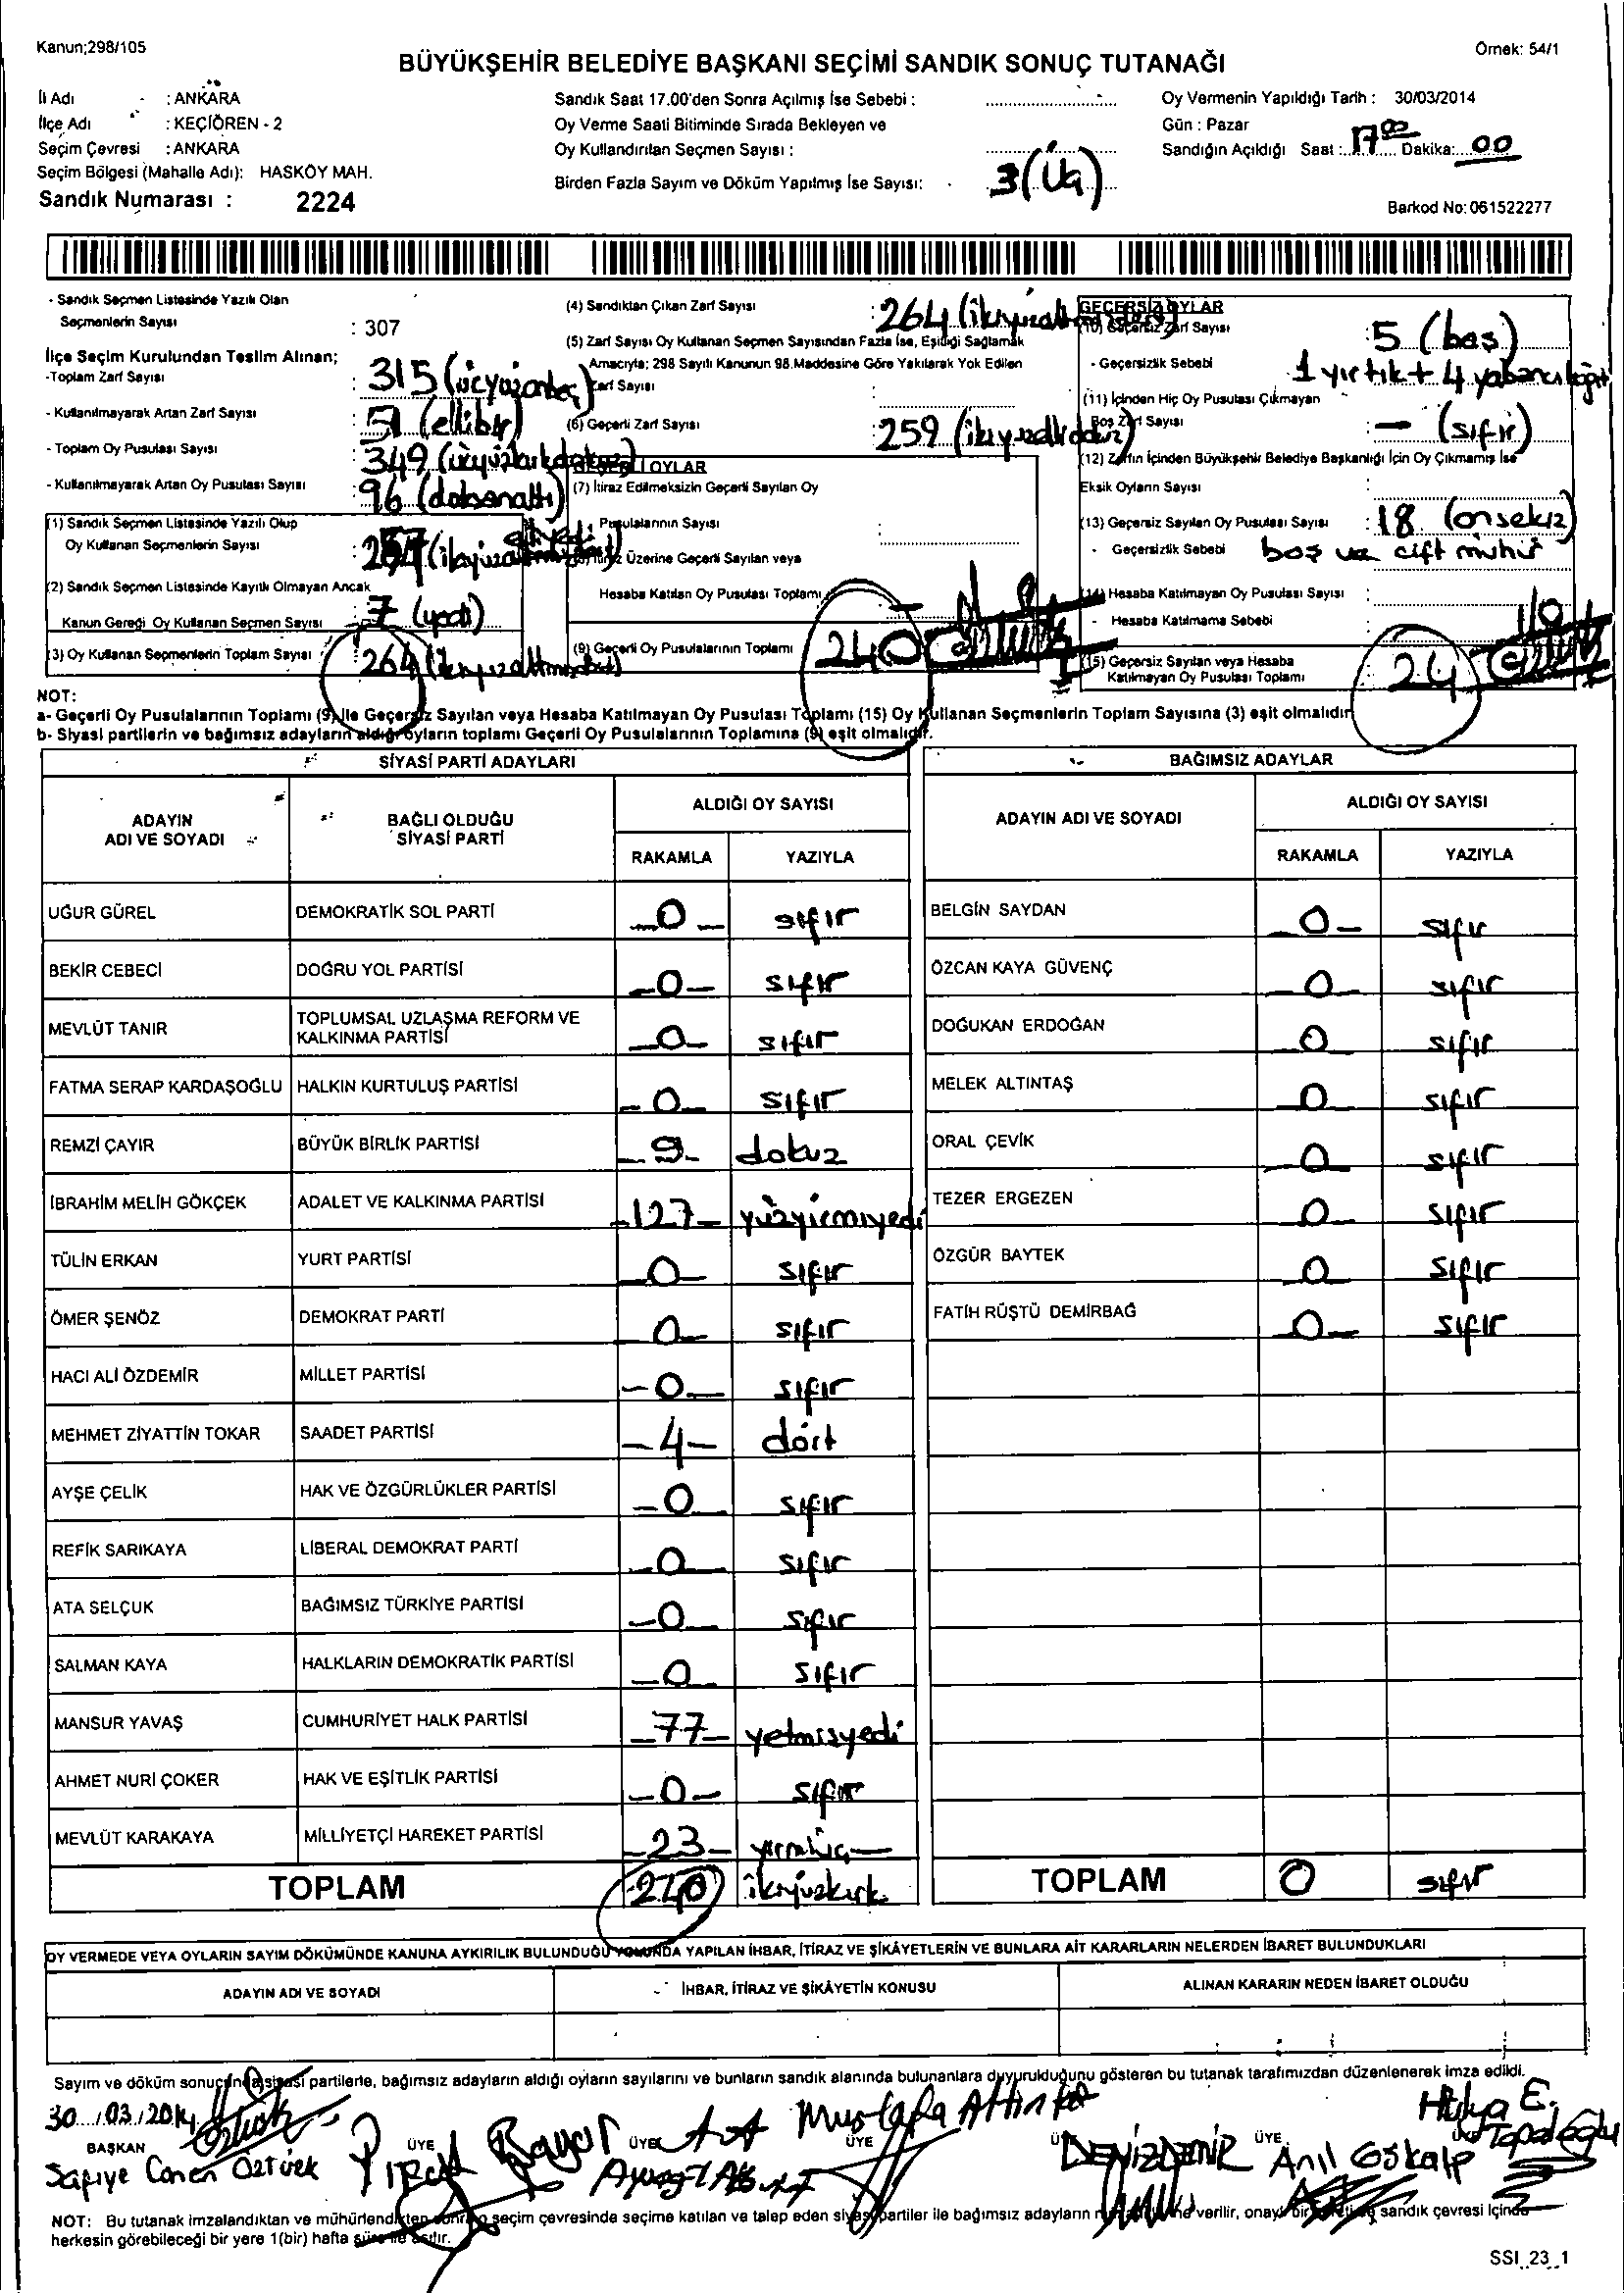 Kanun;298/105
Örnek: 54/1
BÜYÜKŞEHİR BELEDİYE BAŞKANI SEÇİMİ SANDIK SONUÇ TUTANAĞI
İl Adı : ANKARA
İlçe Adı : KEÇİÖREN - 2
Seçim Çevresi : ANKARA
Seçim Bölgesi (Mahalle Adı): HASKÖY MAH.
Sandık Numarası : 2224
Sandık Saat 17.00'den Sonra Açılmış İse Sebebi :
Oy Verme Saati Bitiminde Sırada Bekleyen ve
Oy Kullandırılan Seçmen Sayısı :
Birden Fazla Sayım ve Döküm Yapılmış İse Sayısı: 3 (Üç)
Oy Vermenin Yapıldığı Tarih : 30/03/2014
Gün : Pazar
Sandığın Açıldığı Saat : 17 00 Dakika: 00
Barkod No: 061522277
- Sandık Seçmen Listesinde Yazılı Olan
Seçmenlerin Sayısı : 307
İlçe Seçim Kurulundan Teslim Alınan;
-Toplam Zarf Sayısı : 315 (üçyüzonbeş)
- Kullanılmayarak Artan Zarf Sayısı : 51 (ellibir)
- Toplam Oy Pusulası Sayısı : 349 (üçyüzkırkdokuz)
- Kullanılmayarak Artan Oy Pusulası Sayısı : 96 (doksanaltı)
(1) Sandık Seçmen Listesinde Yazılı Olup
Oy Kullanan Seçmenlerin Sayısı : 257
(2) Sandık Seçmen Listesinde Kayıtlı Olmayan Ancak
Kanun Gereği Oy Kullanan Seçmen Sayısı : 7 (yedi)
(3) Oy Kullanan Seçmenlerin Toplam Sayısı : 264
(4) Sandıktan Çıkan Zarf Sayısı : 264
(5) Zarf Sayısı Oy Kullanan Seçmen Sayısından Fazla İse, Eşitliği Sağlamak
Amacıyla; 298 Sayılı Kanunun 98.Maddesine Göre Yakılarak Yok Edilen
Zarf Sayısı
(6) Geçerli Zarf Sayısı : 259 (ikiyüzellidokuz)
GEÇERLİ OYLAR
(7) İtiraz Edilmeksizin Geçerli Sayılan Oy
Pusulalarının Sayısı :
(8) İtiraz Üzerine Geçerli Sayılan veya
Hesaba Katılan Oy Pusulası Toplamı
(9) Geçerli Oy Pusulalarının Toplamı 240
GEÇERSİZ OYLAR
(10) Geçersiz Zarf Sayısı : 5 (beş)
- Geçersizlik Sebebi 1 yırtık + 4 yabancı kağıt
(11) İçinden Hiç Oy Pusulası Çıkmayan
Boş Zarf Sayısı : - (sıfır)
(12) Zarfın İçinden Büyükşehir Belediye Başkanlığı İçin Oy Çıkmamış İse
Eksik Oyların Sayısı :
(13) Geçersiz Sayılan Oy Pusulası Sayısı : 18 (onsekiz)
- Geçersizlik Sebebi boş ve çift mühür
(14) Hesaba Katılmayan Oy Pusulası Sayısı :
- Hesaba Katılmama Sebebi
(15) Geçersiz Sayılan veya Hesaba
Katılmayan Oy Pusulası Toplamı 24
NOT:
a- Geçerli Oy Pusulalarının Toplamı (9) ile Geçersiz Sayılan veya Hesaba Katılmayan Oy Pusulası Toplamı (15) Oy Kullanan Seçmenlerin Toplam Sayısına (3) eşit olmalıdır
b- Siyasi partilerin ve bağımsız adayların aldığı oyların toplamı Geçerli Oy Pusulalarının Toplamına (9) eşit olmalıdır.
SİYASİ PARTİ ADAYLARI
ADAYIN ADI VE SOYADI BAĞLI OLDUĞU SİYASİ PARTİ ALDIĞI OY SAYISI
RAKAMLA YAZIYLA
UĞUR GÜREL DEMOKRATİK SOL PARTİ -0- sıfır
BEKİR CEBECİ DOĞRU YOL PARTİSİ -0- sıfır
MEVLÜT TANIR TOPLUMSAL UZLAŞMA REFORM VE KALKINMA PARTİSİ -0- sıfır
FATMA SERAP KARDAŞOĞLU HALKIN KURTULUŞ PARTİSİ -0- sıfır
REMZİ ÇAYIR BÜYÜK BİRLİK PARTİSİ -9- dokuz
İBRAHİM MELİH GÖKÇEK ADALET VE KALKINMA PARTİSİ -127- yüzyirmiyedi
TÜLİN ERKAN YURT PARTİSİ -0- sıfır
ÖMER ŞENÖZ DEMOKRAT PARTİ -0- sıfır
HACI ALİ ÖZDEMİR MİLLET PARTİSİ -0- sıfır
MEHMET ZİYATTİN TOKAR SAADET PARTİSİ -4- dört
AYŞE ÇELİK HAK VE ÖZGÜRLÜKLER PARTİSİ -0- sıfır
REFİK SARIKAYA LİBERAL DEMOKRAT PARTİ -0- sıfır
ATA SELÇUK BAĞIMSIZ TÜRKİYE PARTİSİ -0- sıfır
SALMAN KAYA HALKLARIN DEMOKRATİK PARTİSİ -0- sıfır
MANSUR YAVAŞ CUMHURİYET HALK PARTİSİ -77- yetmişyedi
AHMET NURİ ÇOKER HAK VE EŞİTLİK PARTİSİ -0- sıfır
MEVLÜT KARAKAYA MİLLİYETÇİ HAREKET PARTİSİ -23- yirmiüç
TOPLAM 240 ikiyüzkırk
BAĞIMSIZ ADAYLAR
ADAYIN ADI VE SOYADI ALDIĞI OY SAYISI
RAKAMLA YAZIYLA
BELGİN SAYDAN -0- sıfır
ÖZCAN KAYA GÜVENÇ -0- sıfır
DOĞUKAN ERDOĞAN 0 sıfır
MELEK ALTINTAŞ 0 sıfır
ORAL ÇEVİK 0 sıfır
TEZER ERGEZEN 0 sıfır
ÖZGÜR BAYTEK 0 sıfır
FATİH RÜŞTÜ DEMİRBAĞ 0 sıfır
TOPLAM 0 sıfır
OY VERMEDE VEYA OYLARIN SAYIM DÖKÜMÜNDE KANUNA AYKIRILIK BULUNDUĞU YOLUNDA YAPILAN İHBAR, İTİRAZ VE ŞİKÂYETLERİN VE BUNLARA AİT KARARLARIN NELERDEN İBARET BULUNDUKLARI
ADAYIN ADI VE SOYADI İHBAR, İTİRAZ VE ŞİKÂYETİN KONUSU ALINAN KARARIN NEDEN İBARET OLDUĞU
Sayım ve döküm sonuçlarında siyasi partilerle, bağımsız adayların aldığı oyların sayılarını ve bunların sandık alanında bulunanlara duyurulduğunu gösteren bu tutanak tarafımızdan düzenlenerek imza edildi.
30/03/2014
BAŞKAN ÜYE ÜYE ÜYE ÜYE ÜYE
Safiye Canan Öztürk
Mustafa Altınta
DENİZ DEMİR
Anıl Göskalp
Hülya E. Topaloğlu
NOT: Bu tutanak imzalandıktan ve mühürlendikten sonra seçim çevresinde seçime katılan ve talep eden siyasi partiler ile bağımsız adayların verilir, onaylı bir sureti de sandık çevresi içinde
herkesin görebileceği bir yere 1(bir) hafta süre ile asılır.
SSI_23_1